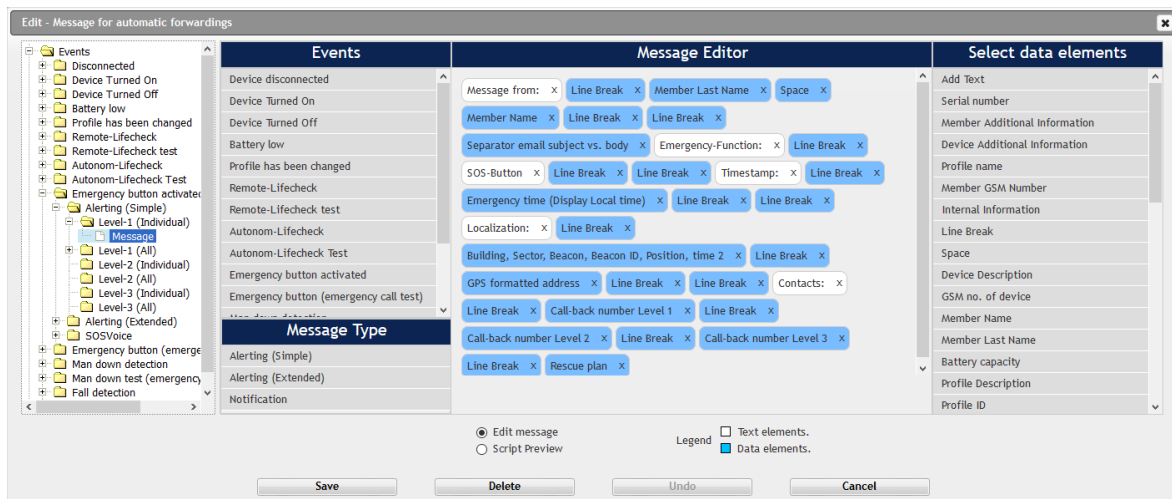 Edit - Message for automatic forwardings
x
Events
Disconnected
Device Turned On
Device Turned Off
Battery low
Profile has been changed
Remote-Lifecheck
Remote-Lifecheck test
Autonom-Lifecheck
Autonom-Lifecheck Test
Emergency button activated
Alerting (Simple)
Level-1 (Individual)
Message
Level-1 (All)
Level-2 (Individual)
Level-2 (All)
Level-3 (Individual)
Level-3 (All)
Alerting (Extended)
SOSVoice
Emergency button (emerge
Man down detection
Man down test (emergency
Fall detection
Events
Device disconnected
Device Turned On
Device Turned Off
Battery low
Profile has been changed
Remote-Lifecheck
Remote-Lifecheck test
Autonom-Lifecheck
Autonom-Lifecheck Test
Emergency button activated
Emergency button (emergency call test)
Man down detection
Message Type
Alerting (Simple)
Alerting (Extended)
Notification
Message Editor
Message from: x Line Break x Member Last Name x Space x
Member Name x Line Break x Line Break x
Separator email subject vs. body x Emergency-Function: x Line Break x
SOS-Button x Line Break x Line Break x Timestamp: x Line Break x
Emergency time (Display Local time) x Line Break x Line Break x
Localization: x Line Break x
Building, Sector, Beacon, Beacon ID, Position, time 2 x Line Break x
GPS formatted address x Line Break x Line Break x Contacts: x
Line Break x Call-back number Level 1 x Line Break x
Call-back number Level 2 x Line Break x Call-back number Level 3 x
Line Break x Rescue plan x
Select data elements
Add Text
Serial number
Member Additional Information
Device Additional Information
Profile name
Member GSM Number
Internal Information
Line Break
Space
Device Description
GSM no. of device
Member Name
Member Last Name
Battery capacity
Profile Description
Profile ID
Edit message
Script Preview
Legend
Text elements.
Data elements.
Save Delete Undo Cancel